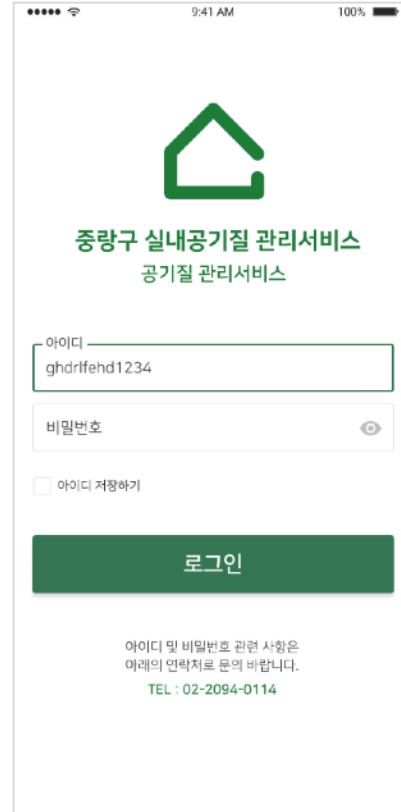 9:41 AM
100%
중랑구 실내공기질 관리서비스
공기질 관리서비스
아이디
ghdrlfehd1234
비밀번호
아이디 저장하기
로그인
아이디 및 비밀번호 관련 사항은
아래의 연락처로 문의 바랍니다.
TEL : 02-2094-0114